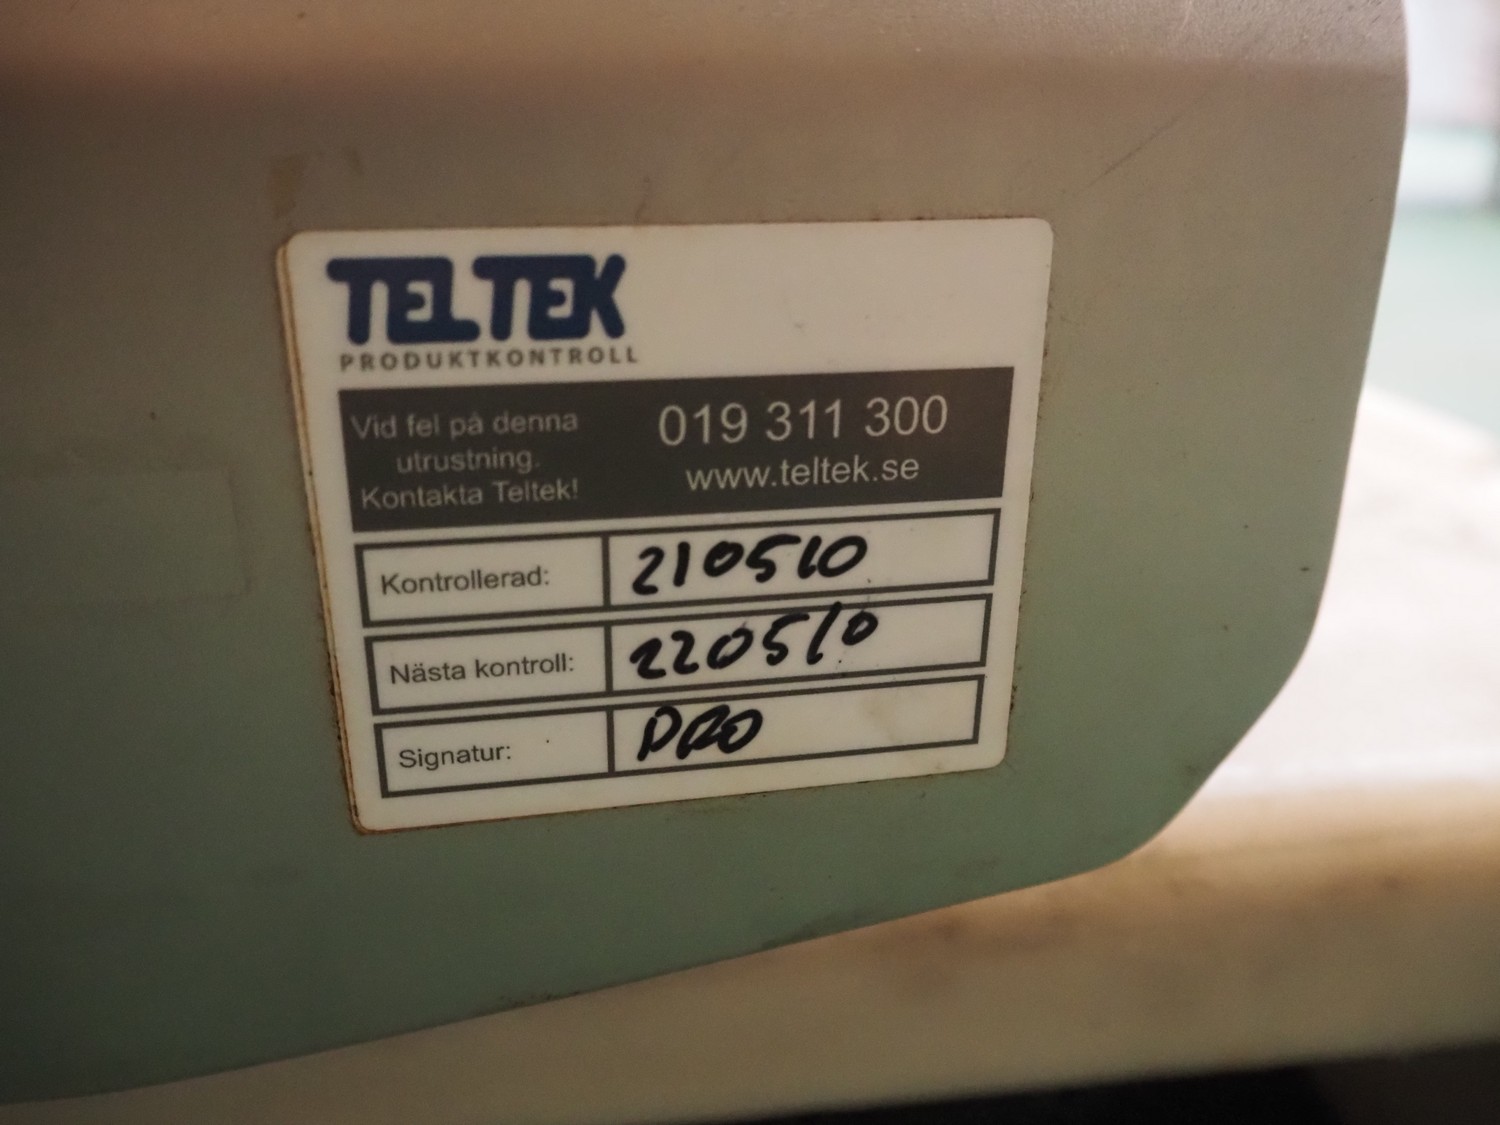 TELTEK
PRODUKTKONTROLL
Vid fel på denna
utrustning.
Kontakta Teltek!
019 311 300
www.teltek.se
Kontrollerad: 210510
Nästa kontroll: 220510
Signatur: PRO